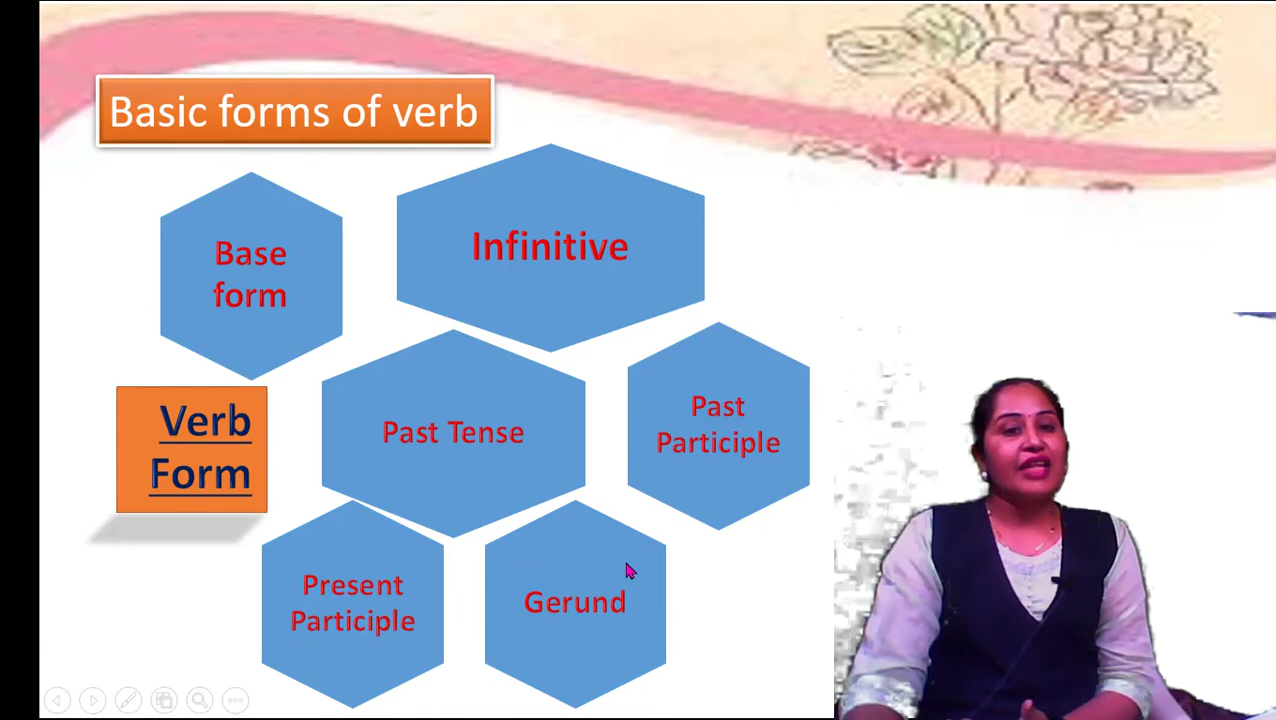 Basic forms of verb
Base
form
Infinitive
Verb
Form
Past Tense
Past
Participle
Present
Participle
Gerund